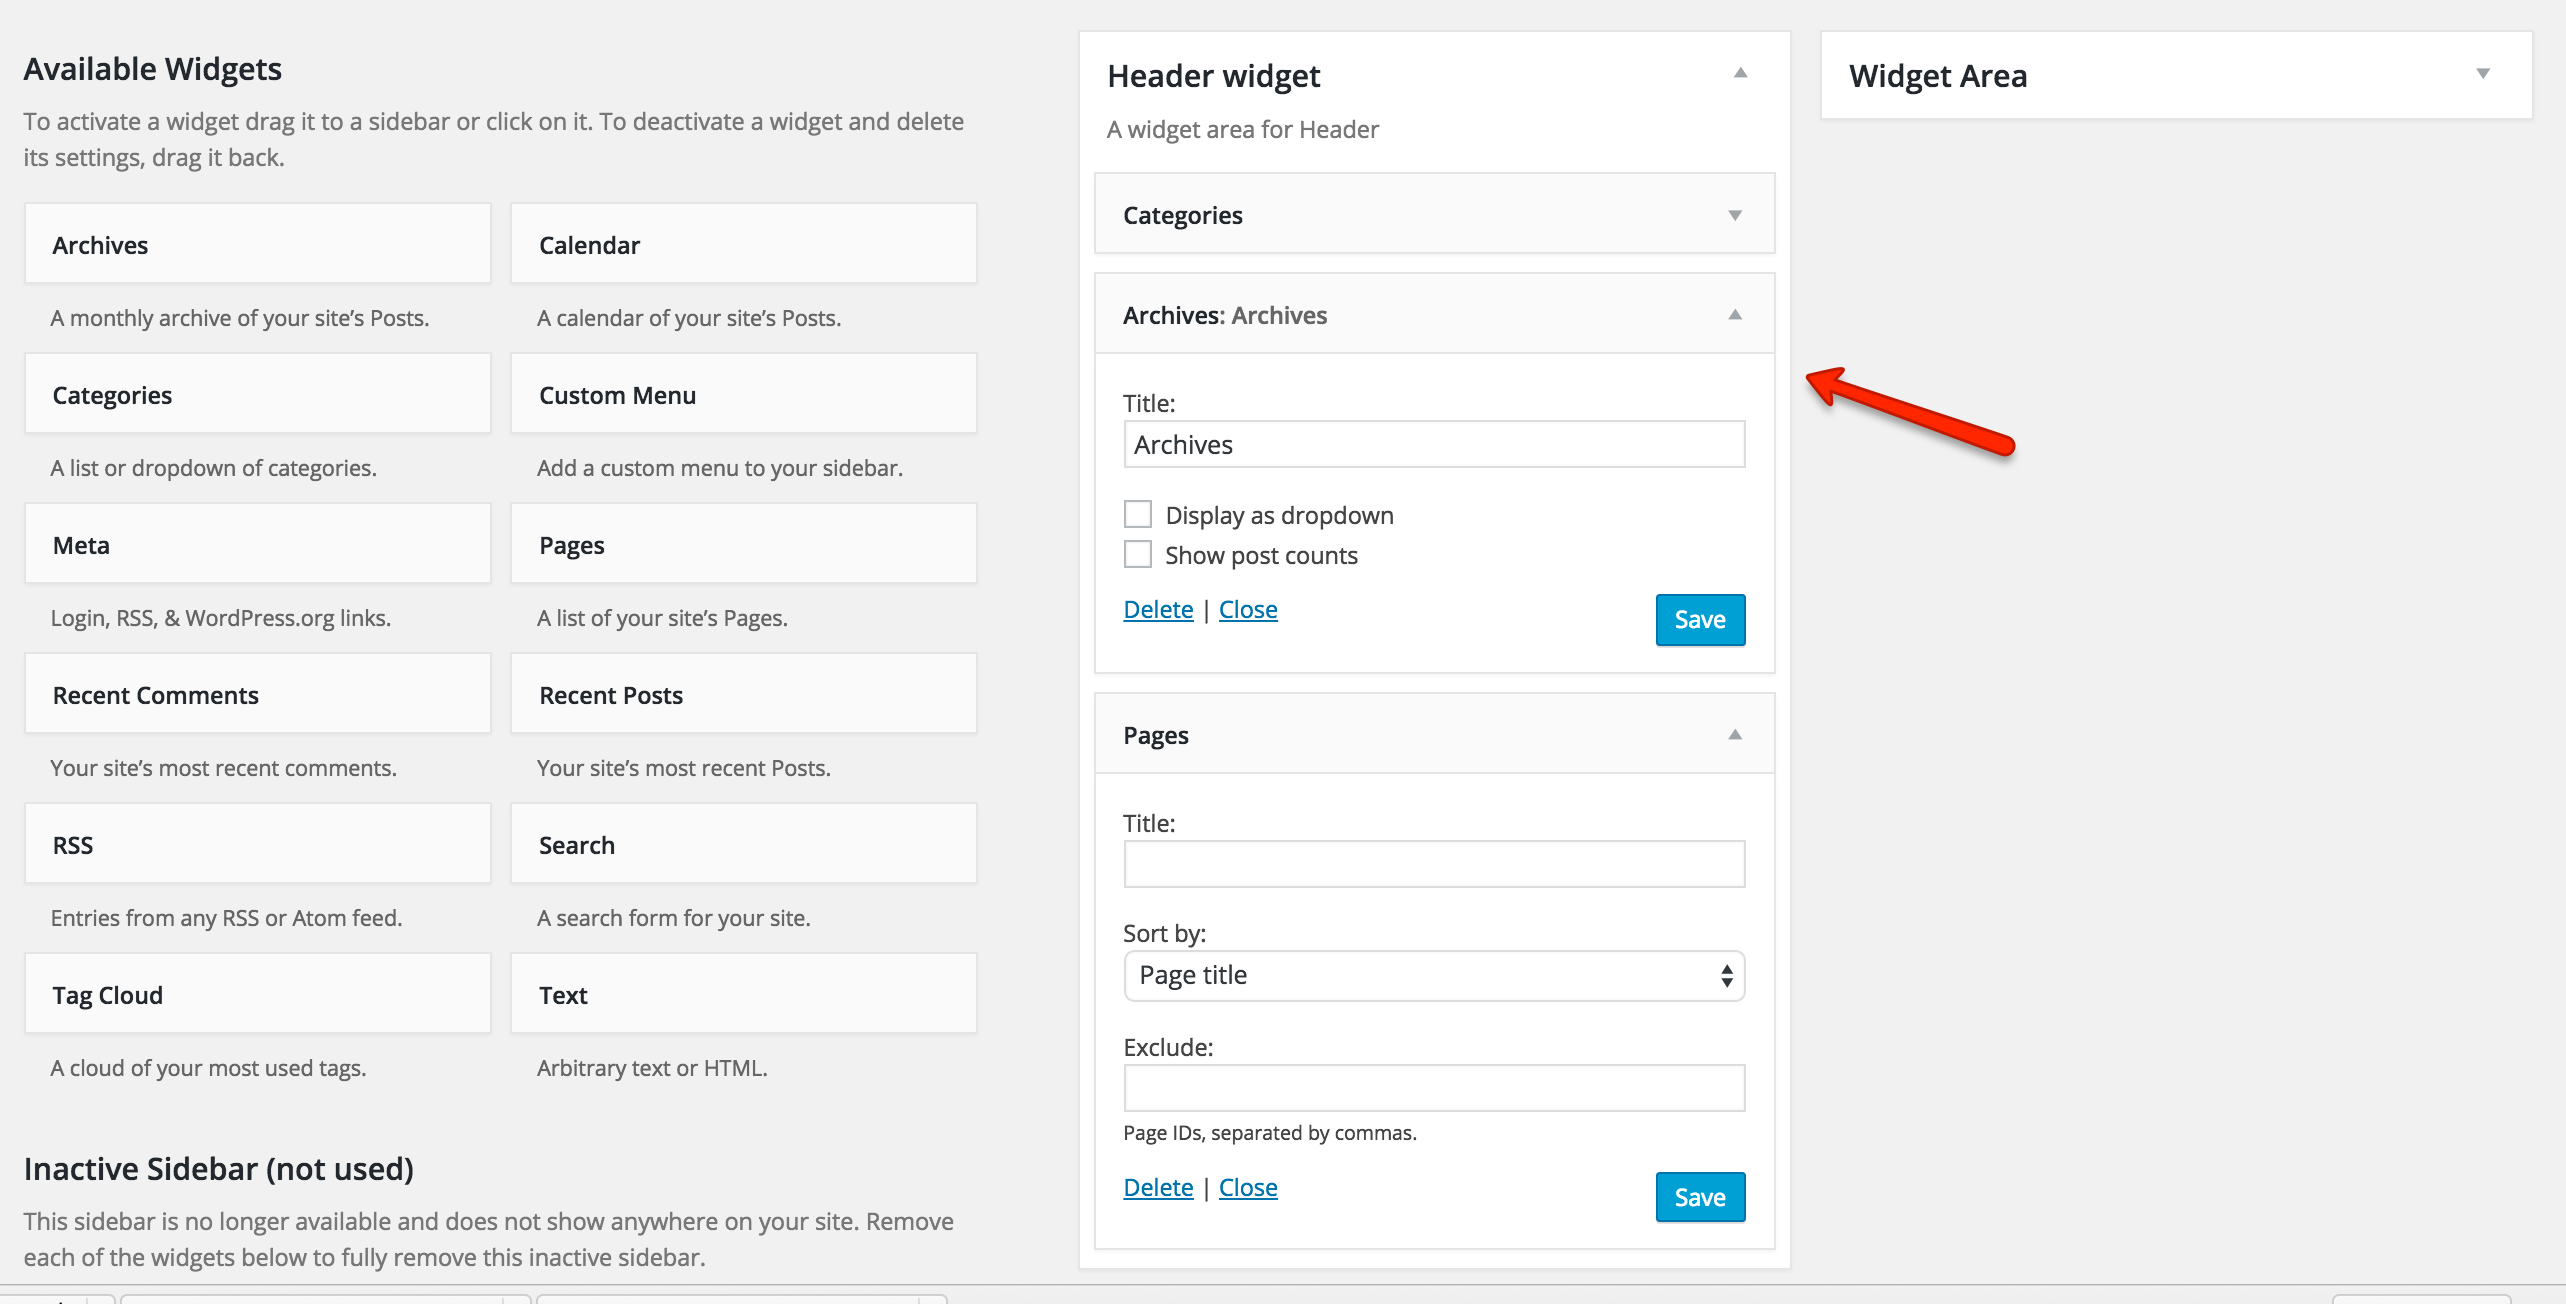 Available Widgets
To activate a widget drag it to a sidebar or click on it. To deactivate a widget and delete
its settings, drag it back.
Archives
Calendar
A monthly archive of your site’s Posts.
A calendar of your site’s Posts.
Categories
Custom Menu
A list or dropdown of categories.
Add a custom menu to your sidebar.
Meta
Pages
Login, RSS, & WordPress.org links.
A list of your site’s Pages.
Recent Comments
Recent Posts
Your site’s most recent comments.
Your site’s most recent Posts.
RSS
Search
Entries from any RSS or Atom feed.
A search form for your site.
Tag Cloud
Text
A cloud of your most used tags.
Arbitrary text or HTML.
Inactive Sidebar (not used)
This sidebar is no longer available and does not show anywhere on your site. Remove
each of the widgets below to fully remove this inactive sidebar.
Header widget
A widget area for Header
Categories
Archives: Archives
Title:
Archives
Display as dropdown
Show post counts
Delete | Close
Save
Pages
Title:
Sort by:
Page title
Exclude:
Page IDs, separated by commas.
Delete | Close
Save
Widget Area